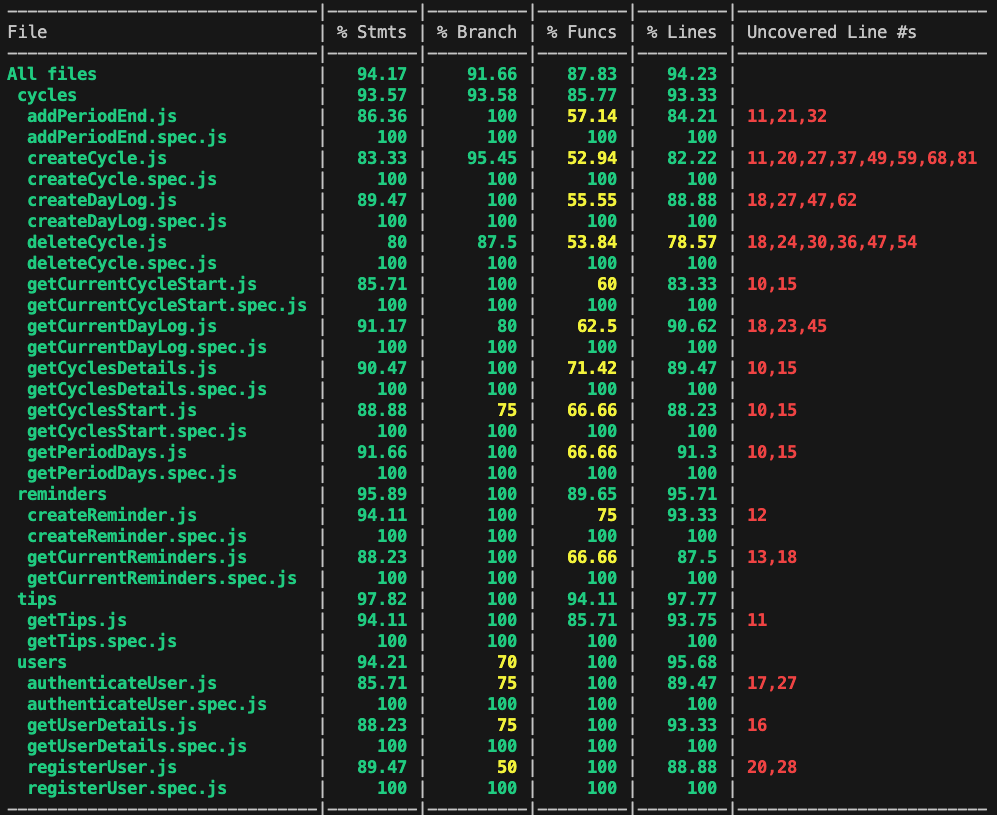 File | % Stmts | % Branch | % Funcs | % Lines | Uncovered Line #s
All files | 94.17 | 91.66 | 87.83 | 94.23 |
cycles | 93.57 | 93.58 | 85.77 | 93.33 |
addPeriodEnd.js | 86.36 | 100 | 57.14 | 84.21 | 11,21,32
addPeriodEnd.spec.js | 100 | 100 | 100 | 100 |
createCycle.js | 83.33 | 95.45 | 52.94 | 82.22 | 11,20,27,37,49,59,68,81
createCycle.spec.js | 100 | 100 | 100 | 100 |
createDayLog.js | 89.47 | 100 | 55.55 | 88.88 | 18,27,47,62
createDayLog.spec.js | 100 | 100 | 100 | 100 |
deleteCycle.js | 80 | 87.5 | 53.84 | 78.57 | 18,24,30,36,47,54
deleteCycle.spec.js | 100 | 100 | 100 | 100 |
getCurrentCycleStart.js | 85.71 | 100 | 60 | 83.33 | 10,15
getCurrentCycleStart.spec.js | 100 | 100 | 100 | 100 |
getCurrentDayLog.js | 91.17 | 80 | 62.5 | 90.62 | 18,23,45
getCurrentDayLog.spec.js | 100 | 100 | 100 | 100 |
getCyclesDetails.js | 90.47 | 100 | 71.42 | 89.47 | 10,15
getCyclesDetails.spec.js | 100 | 100 | 100 | 100 |
getCyclesStart.js | 88.88 | 75 | 66.66 | 88.23 | 10,15
getCyclesStart.spec.js | 100 | 100 | 100 | 100 |
getPeriodDays.js | 91.66 | 100 | 66.66 | 91.3 | 10,15
getPeriodDays.spec.js | 100 | 100 | 100 | 100 |
reminders | 95.89 | 100 | 89.65 | 95.71 |
createReminder.js | 94.11 | 100 | 75 | 93.33 | 12
createReminder.spec.js | 100 | 100 | 100 | 100 |
getCurrentReminders.js | 88.23 | 100 | 66.66 | 87.5 | 13,18
getCurrentReminders.spec.js | 100 | 100 | 100 | 100 |
tips | 97.82 | 100 | 94.11 | 97.77 |
getTips.js | 94.11 | 100 | 85.71 | 93.75 | 11
getTips.spec.js | 100 | 100 | 100 | 100 |
users | 94.21 | 70 | 100 | 95.68 |
authenticateUser.js | 85.71 | 75 | 100 | 89.47 | 17,27
authenticateUser.spec.js | 100 | 100 | 100 | 100 |
getUserDetails.js | 88.23 | 75 | 100 | 93.33 | 16
getUserDetails.spec.js | 100 | 100 | 100 | 100 |
registerUser.js | 89.47 | 50 | 100 | 88.88 | 20,28
registerUser.spec.js | 100 | 100 | 100 | 100 |